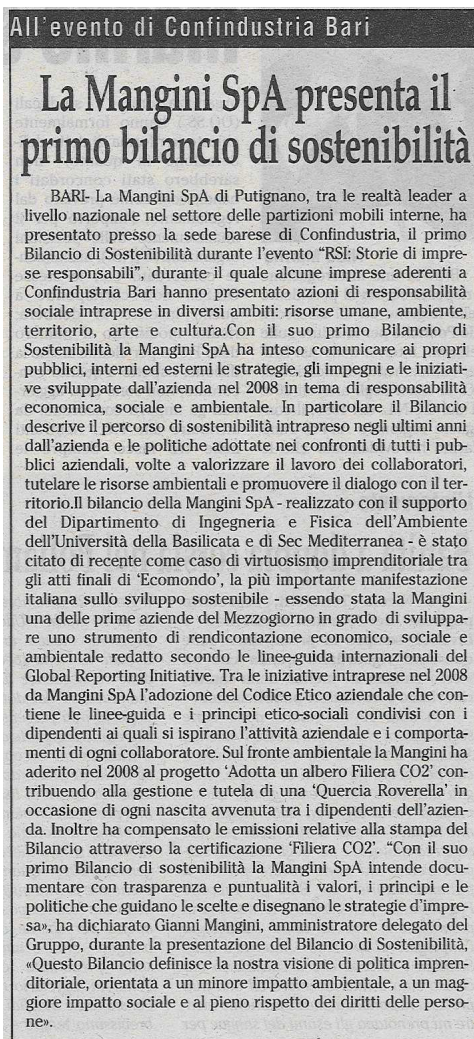 All'evento di Confindustria Bari
La Mangini SpA presenta il
primo bilancio di sostenibilità
BARI- La Mangini SpA di Putignano, tra le realtà leader a
livello nazionale nel settore delle partizioni mobili interne, ha
presentato presso la sede barese di Confindustria, il primo
Bilancio di Sostenibilità durante l'evento “RSI: Storie di impre-
se responsabili”, durante il quale alcune imprese aderenti a
Confindustria Bari hanno presentato azioni di responsabilità
sociale intraprese in diversi ambiti: risorse umane, ambiente,
territorio, arte e cultura.Con il suo primo Bilancio di
Sostenibilità la Mangini SpA ha inteso comunicare ai propri
pubblici, interni ed esterni le strategie, gli impegni e le iniziati-
ve sviluppate dall'azienda nel 2008 in tema di responsabilità
economica, sociale e ambientale. In particolare il Bilancio
descrive il percorso di sostenibilità intrapreso negli ultimi anni
dall'azienda e le politiche adottate nei confronti di tutti i pub-
blici aziendali, volte a valorizzare il lavoro dei collaboratori,
tutelare le risorse ambientali e promuovere il dialogo con il ter-
ritorio.Il bilancio della Mangini SpA - realizzato con il supporto
del Dipartimento di Ingegneria e Fisica dell'Ambiente
dell'Università della Basilicata e di Sec Mediterranea - è stato
citato di recente come caso di virtuosismo imprenditoriale tra
gli atti finali di ‘Ecomondo’, la più importante manifestazione
italiana sullo sviluppo sostenibile - essendo stata la Mangini
una delle prime aziende del Mezzogiorno in grado di sviluppa-
re uno strumento di rendicontazione economico, sociale e
ambientale redatto secondo le linee-guida internazionali del
Global Reporting Initiative. Tra le iniziative intraprese nel 2008
da Mangini SpA l'adozione del Codice Etico aziendale che con-
tiene le linee-guida e i principi etico-sociali condivisi con i
dipendenti ai quali si ispirano l'attività aziendale e i comporta-
menti di ogni collaboratore. Sul fronte ambientale la Mangini ha
aderito nel 2008 al progetto ‘Adotta un albero Filiera CO2’ con-
tribuendo alla gestione e tutela di una ‘Quercia Roverella’ in
occasione di ogni nascita avvenuta tra i dipendenti dell'azien-
da. Inoltre ha compensato le emissioni relative alla stampa del
Bilancio attraverso la certificazione ‘Filiera CO2’. “Con il suo
primo Bilancio di sostenibilità la Mangini SpA intende docu-
mentare con trasparenza e puntualità i valori, i principi e le
politiche che guidano le scelte e disegnano le strategie d'impre-
sa», ha dichiarato Gianni Mangini, amministratore delegato del
Gruppo, durante la presentazione del Bilancio di Sostenibilità,
«Questo Bilancio definisce la nostra visione di politica impren-
ditoriale, orientata a un minore impatto ambientale, a un mag-
giore impatto sociale e al pieno rispetto dei diritti delle perso-
ne».